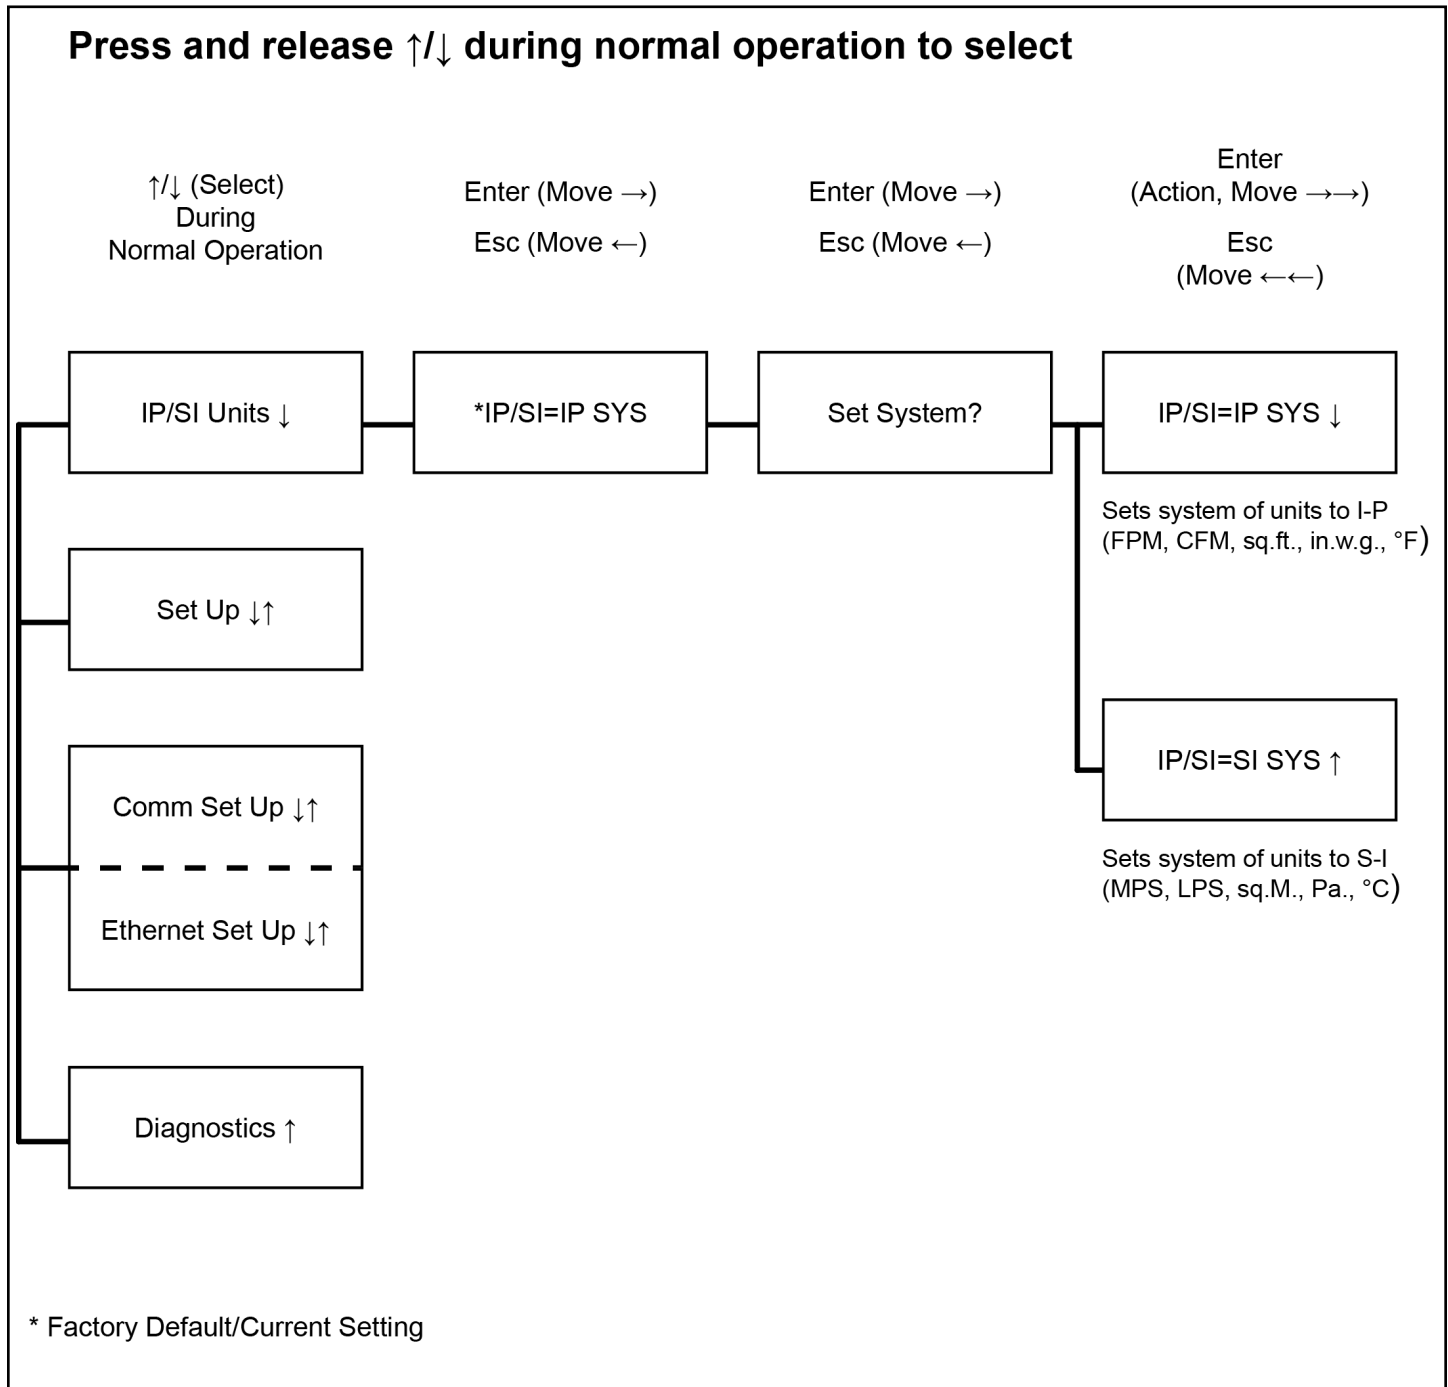 Press and release ↑/↓ during normal operation to select
↑/↓ (Select)
During
Normal Operation
Enter (Move →)
Esc (Move ←)
Enter (Move →)
Esc (Move ←)
Enter
(Action, Move →→)
Esc
(Move ←←)
IP/SI Units ↓
*IP/SI=IP SYS
Set System?
IP/SI=IP SYS ↓
Sets system of units to I-P
(FPM, CFM, sq.ft., in.w.g., °F)
Set Up ↓↑
IP/SI=SI SYS ↑
Sets system of units to S-I
(MPS, LPS, sq.M., Pa., °C)
Comm Set Up ↓↑
Ethernet Set Up ↓↑
Diagnostics ↑
* Factory Default/Current Setting